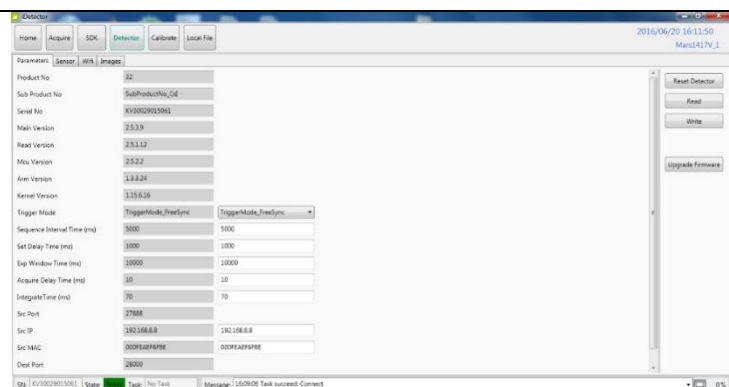 iDetector
Home Acquire SDK Detector Calibrate Local File
2016/06/20 16:11:50
Mars1417V_1
Parameters Sensor Wifi Images
Product No 32
Sub Product No SubProductNo_CsI
Serial No KV30029015061
Main Version 2.5.3.9
Read Version 2.5.1.12
Mcu Version 2.5.2.2
Arm Version 1.3.3.24
Kernel Version 1.15.6.16
Trigger Mode TriggerMode_FreeSync TriggerMode_FreeSync
Sequence Interval Time (ms) 5000 5000
Set Delay Time (ms) 1000 1000
Exp Window Time (ms) 10000 10000
Acquire Delay Time (ms) 10 10
IntegrateTime (ms) 70 70
Src Port 27888
Src IP 192.168.8.8 192.168.8.8
Src MAC 000FEAEF6FBE 000FEAEF6FBE
Dest Port 28000
Reset Detector
Read
Write
Upgrade Firmware
SN: KV30029015061 State: Task: No Task Message: 16:09:06 Task succeed: Connect 0%